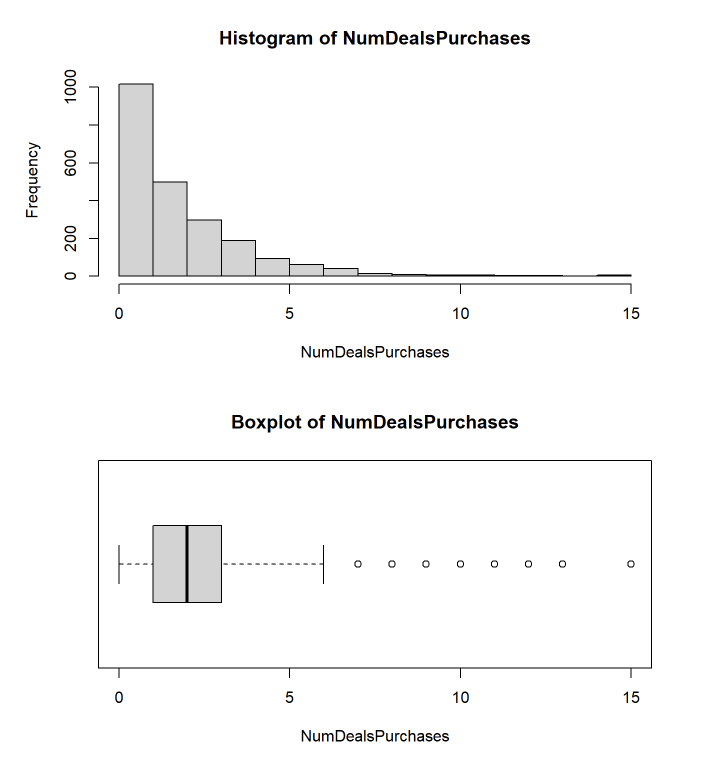 Histogram of NumDealsPurchases
Frequency
1000
600
200
0
0 5 10 15
NumDealsPurchases
Boxplot of NumDealsPurchases
0 5 10 15
NumDealsPurchases